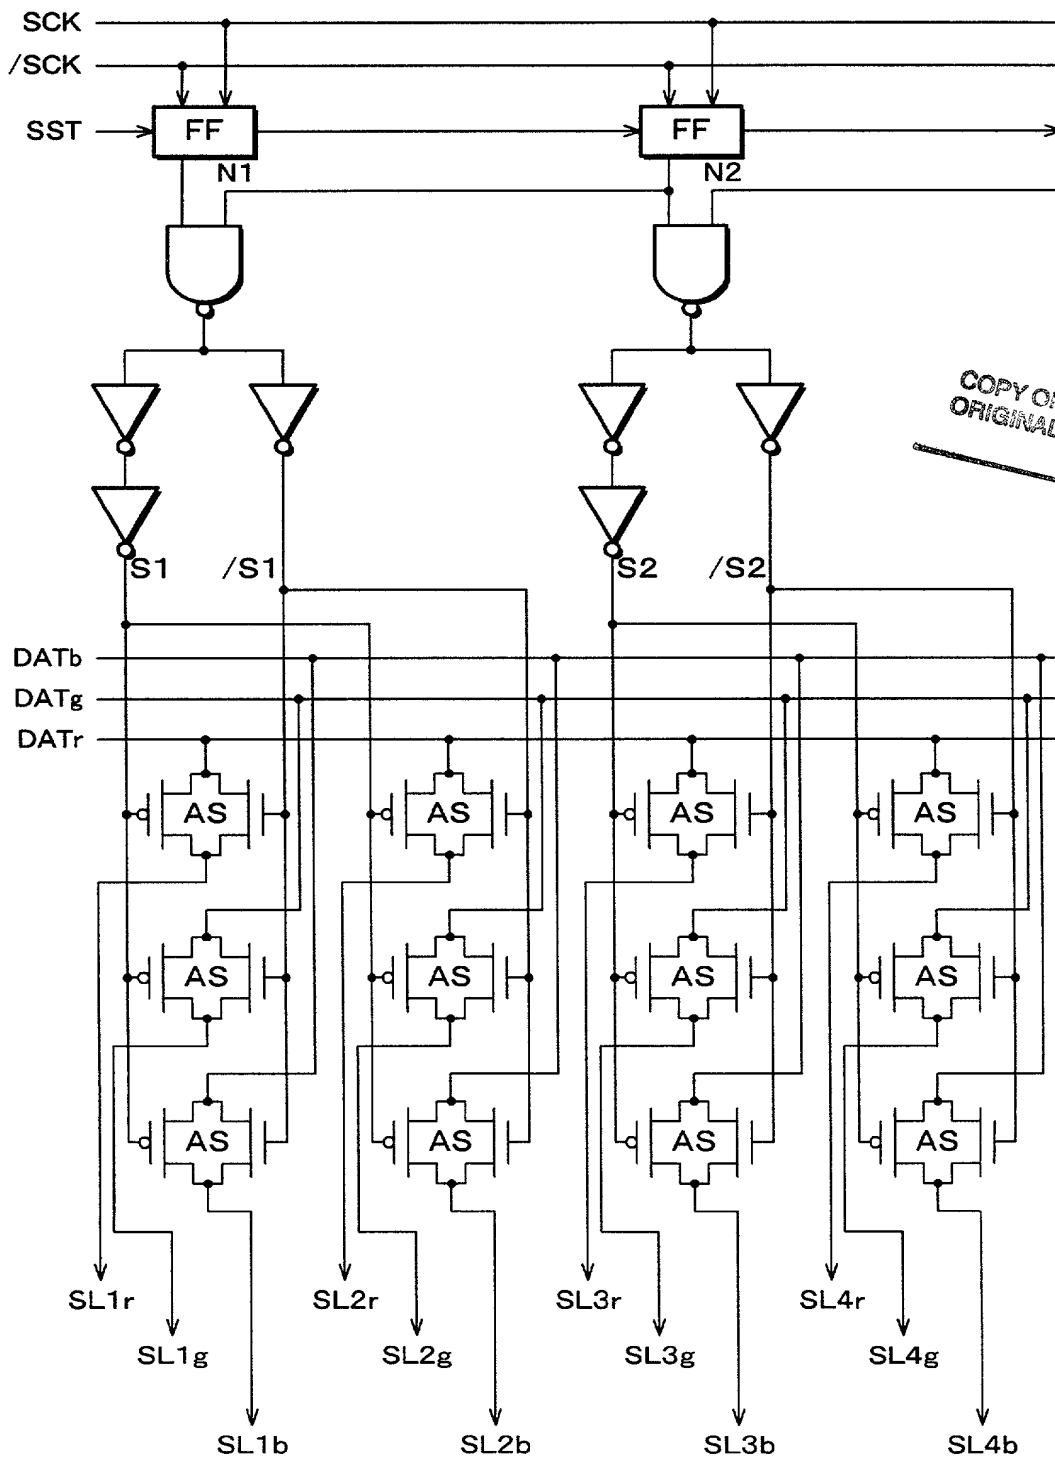 SCK
/SCK
SST
FF
FF
N1
N2
COPY OF
ORIGINAL
S1
/S1
S2
/S2
DATb
DATg
DATr
AS
AS
AS
AS
AS
AS
AS
AS
AS
AS
AS
AS
SL1r
SL2r
SL3r
SL4r
SL1g
SL2g
SL3g
SL4g
SL1b
SL2b
SL3b
SL4b